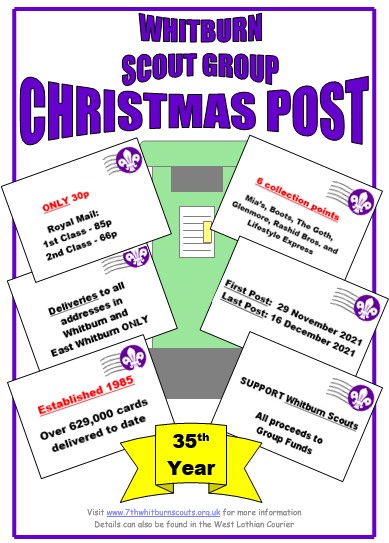 WHITBURN
SCOUT GROUP
CHRISTMAS POST
ONLY 30p
Royal Mail:
1st Class - 85p
2nd Class - 66p
6 collection points
Mia's, Boots, The Goth,
Glenmore, Rashid Bros. and
Lifestyle Express
Deliveries to all
addresses in
Whitburn and
East Whitburn ONLY
First Post: 29 November 2021
Last Post: 16 December 2021
Established 1985
Over 629,000 cards
delivered to date
SUPPORT Whitburn Scouts
All proceeds to
Group Funds
35th
Year
Visit www.7thwhitburnscouts.org.uk for more information
Details can also be found in the West Lothian Courier